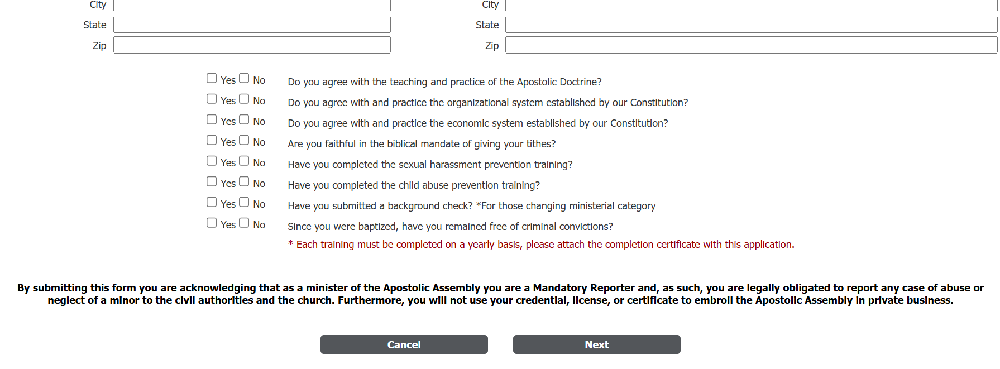 City City
State State
Zip Zip
Yes No Do you agree with the teaching and practice of the Apostolic Doctrine?
Yes No Do you agree with and practice the organizational system established by our Constitution?
Yes No Do you agree with and practice the economic system established by our Constitution?
Yes No Are you faithful in the biblical mandate of giving your tithes?
Yes No Have you completed the sexual harassment prevention training?
Yes No Have you completed the child abuse prevention training?
Yes No Have you submitted a background check? *For those changing ministerial category
Yes No Since you were baptized, have you remained free of criminal convictions?
* Each training must be completed on a yearly basis, please attach the completion certificate with this application.
By submitting this form you are acknowledging that as a minister of the Apostolic Assembly you are a Mandatory Reporter and, as such, you are legally obligated to report any case of abuse or
neglect of a minor to the civil authorities and the church. Furthermore, you will not use your credential, license, or certificate to embroil the Apostolic Assembly in private business.
Cancel Next